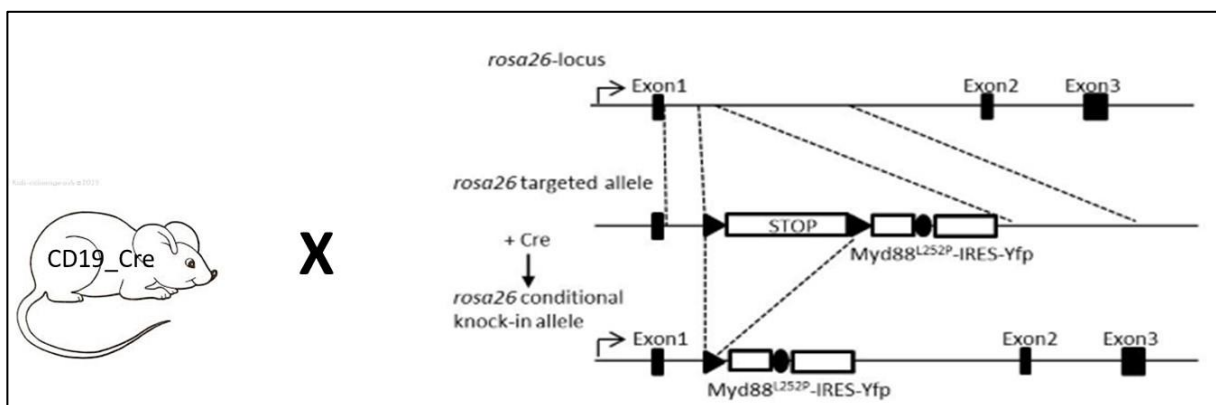 rosa26-locus
Exon1
Exon2
Exon3
rosa26 targeted allele
STOP
Myd88L252P-IRES-Yfp
CD19_Cre
X
+ Cre
rosa26 conditional
knock-in allele
Exon1
Exon2
Exon3
Myd88L252P-IRES-Yfp